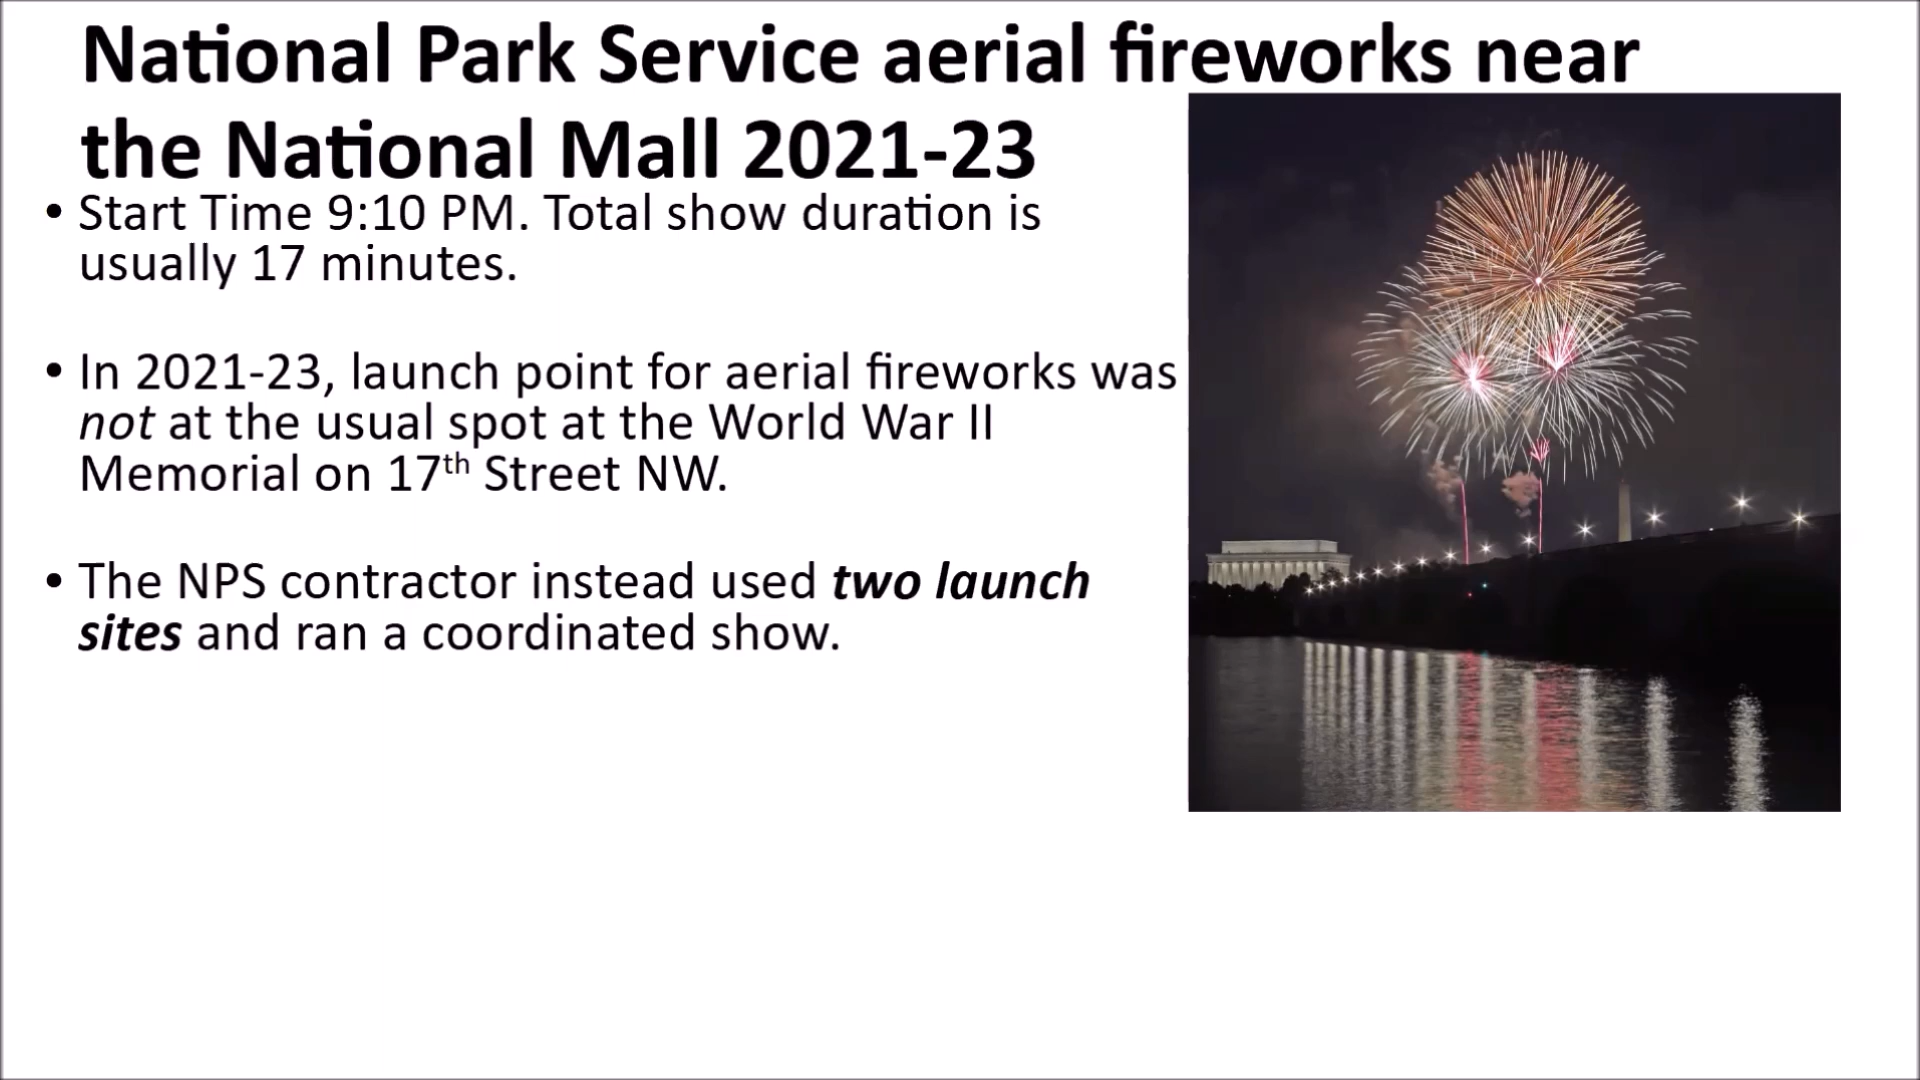 National Park Service aerial fireworks near
the National Mall 2021-23
• Start Time 9:10 PM. Total show duration is
usually 17 minutes.
• In 2021-23, launch point for aerial fireworks was
not at the usual spot at the World War II
Memorial on 17th Street NW.
• The NPS contractor instead used two launch
sites and ran a coordinated show.